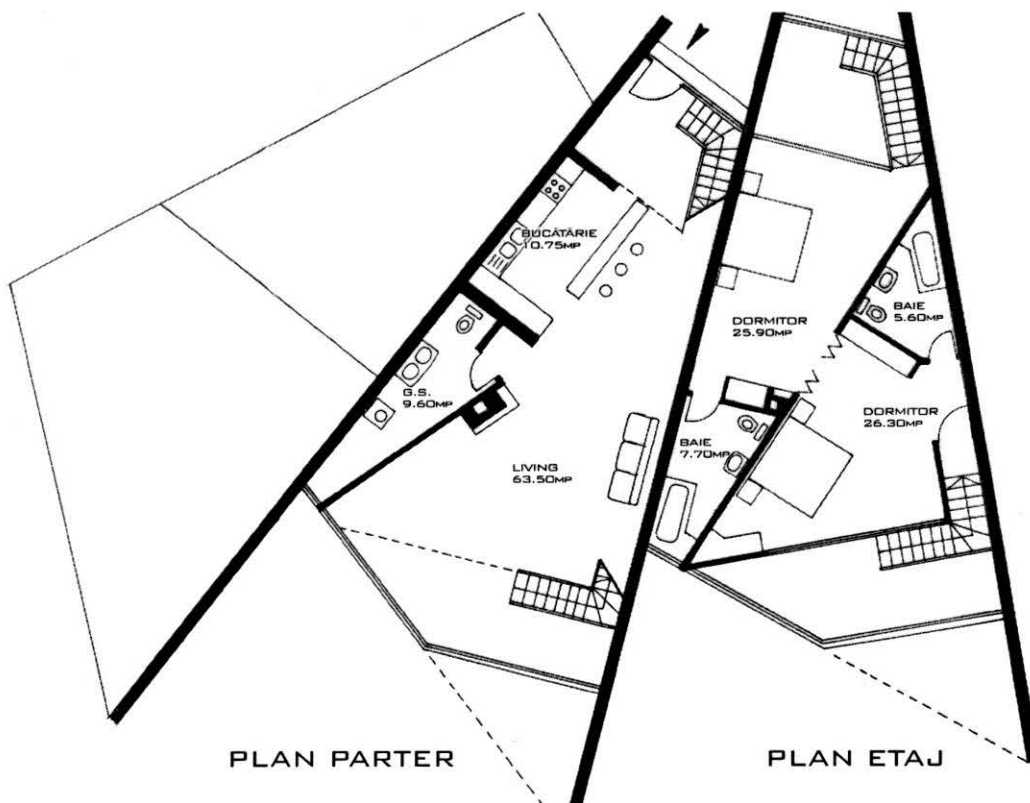 BUCĂTĂRIE
10.75MP
G.S.
9.60MP
LIVING
63.50MP
PLAN PARTER
DORMITOR
25.90MP
BAIE
5.60MP
DORMITOR
26.30MP
BAIE
7.70MP
PLAN ETAJ